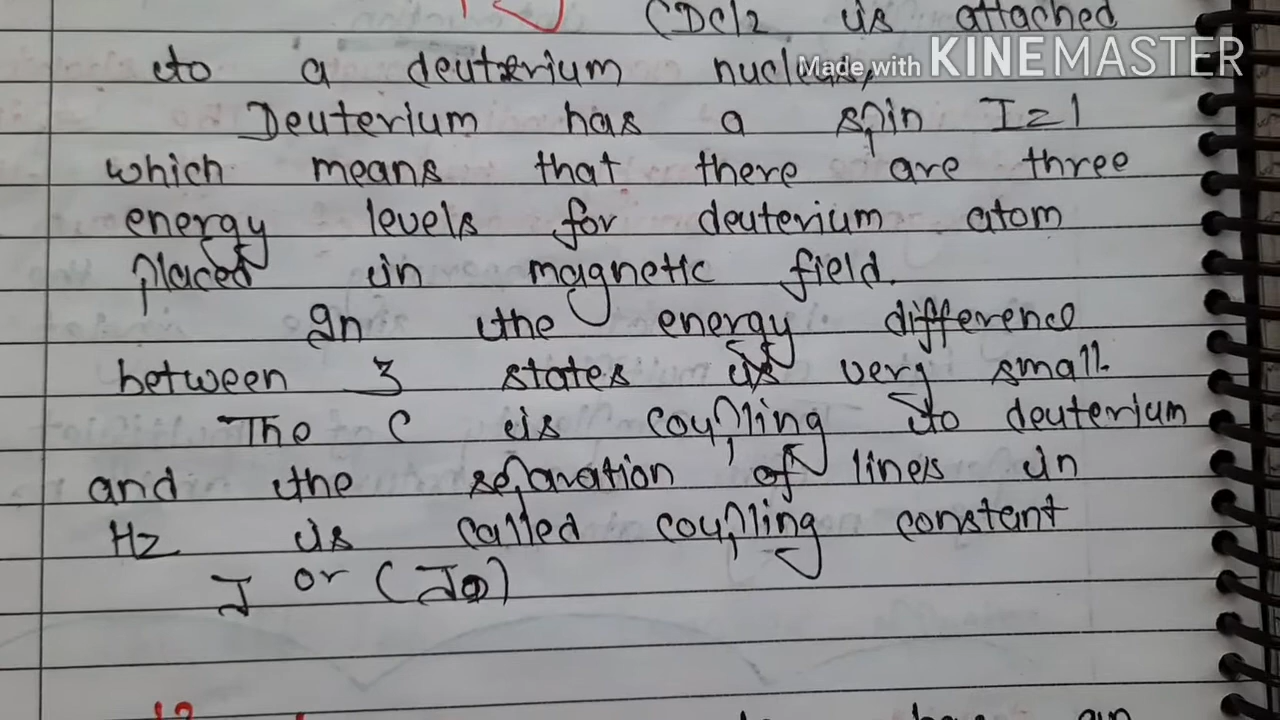 (DCl2 is attached
to a deuterium nucleus,
Made with KINEMASTER
Deuterium has a spin I=1
which means that there are three
energy levels for deuterium atom
placed in magnetic field.
In the energy difference
between 3 states is very small.
The C is coupling to deuterium
and the separation of lines in
Hz is called coupling constant
J or (J